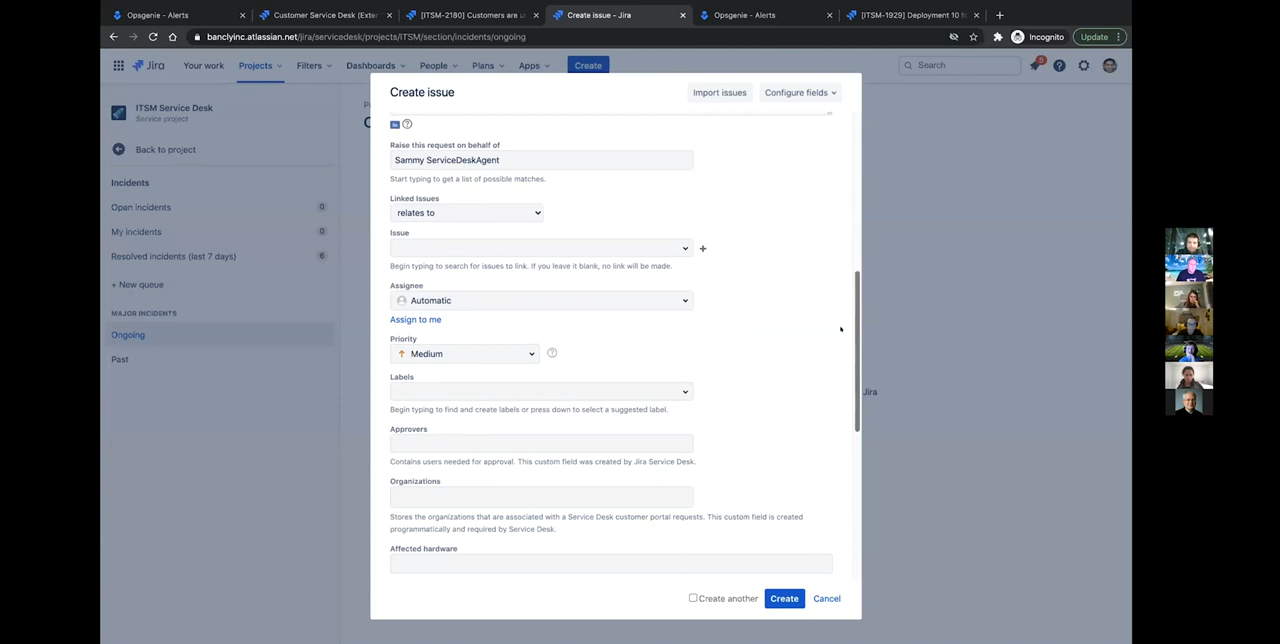 Opsgenie - Alerts
Customer Service Desk (Exter
[ITSM-2180] Customers are u
Create issue - Jira
Opsgenie - Alerts
[ITSM-1929] Deployment 10 fo
banclyinc.atlassian.net/jira/servicedesk/projects/ITSM/section/incidents/ongoing
Incognito
Update
Jira
Your work
Projects
Filters
Dashboards
People
Plans
Apps
Create
Search
5
ITSM Service Desk
Service project
Back to project
Incidents
Open incidents 0
My incidents 0
Resolved incidents (last 7 days) 6
+ New queue
MAJOR INCIDENTS
Ongoing
Past
Create issue
Import issues
Configure fields
Raise this request on behalf of
Sammy ServiceDeskAgent
Start typing to get a list of possible matches.
Linked Issues
relates to
Issue
Begin typing to search for issues to link. If you leave it blank, no link will be made.
Assignee
Automatic
Assign to me
Priority
Medium
Labels
Begin typing to find and create labels or press down to select a suggested label.
Approvers
Contains users needed for approval. This custom field was created by Jira Service Desk.
Organizations
Stores the organizations that are associated with a Service Desk customer portal requests. This custom field is created
programmatically and required by Service Desk.
Affected hardware
Create another
Create
Cancel
Jira